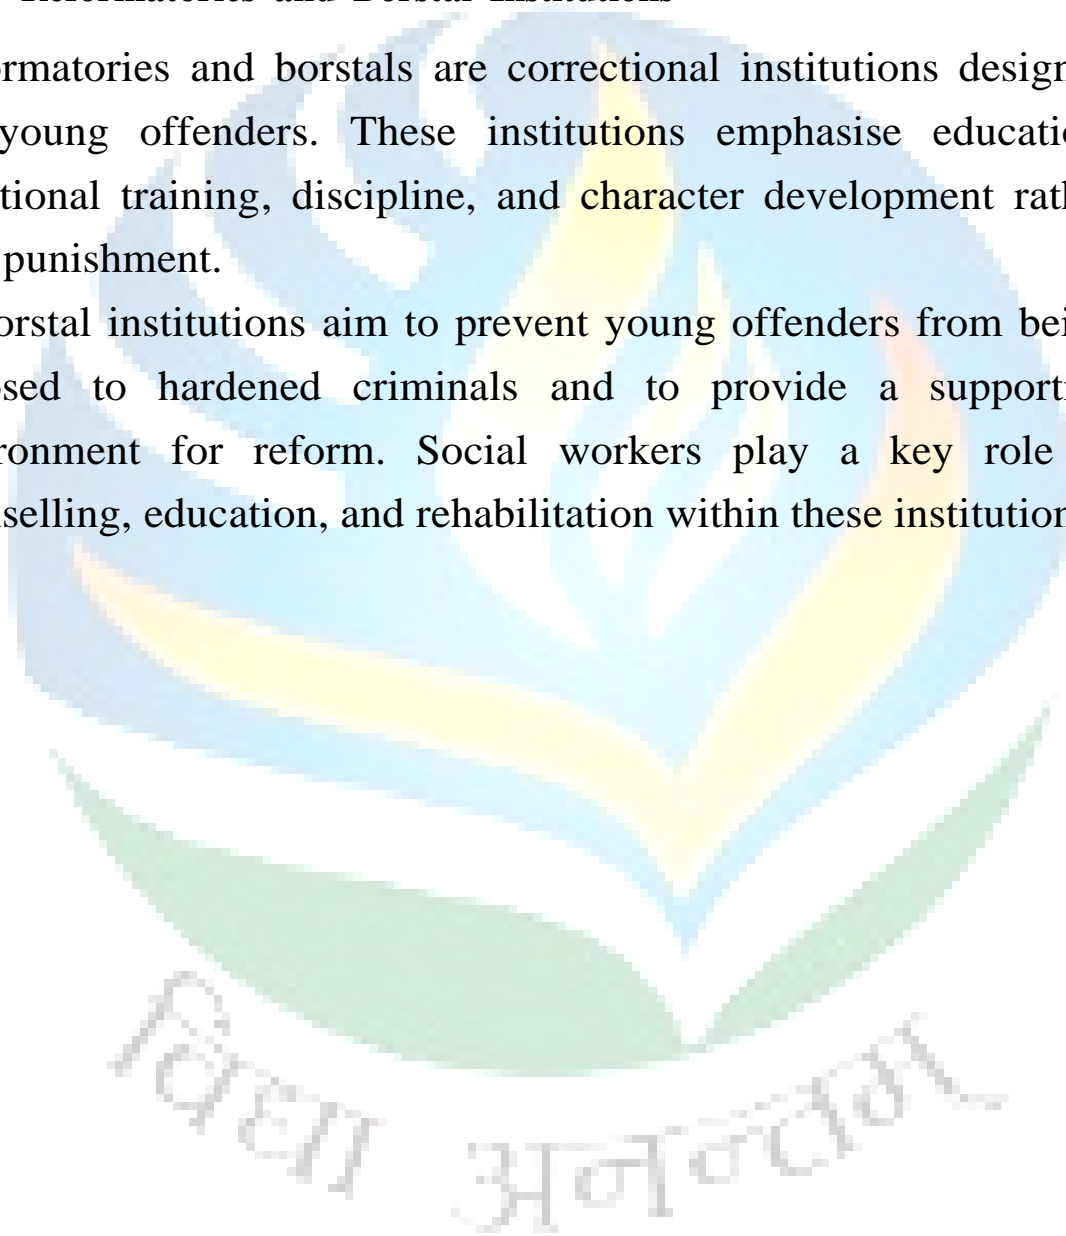 Reformatories and Borstal Institutions
ormatories and borstals are correctional institutions design
young offenders. These institutions emphasise educatio
tional training, discipline, and character development rath
punishment.
orstal institutions aim to prevent young offenders from bei
sed to hardened criminals and to provide a supporti
ronment for reform. Social workers play a key role
selling, education, and rehabilitation within these institution
विद्यया अनन्तम्